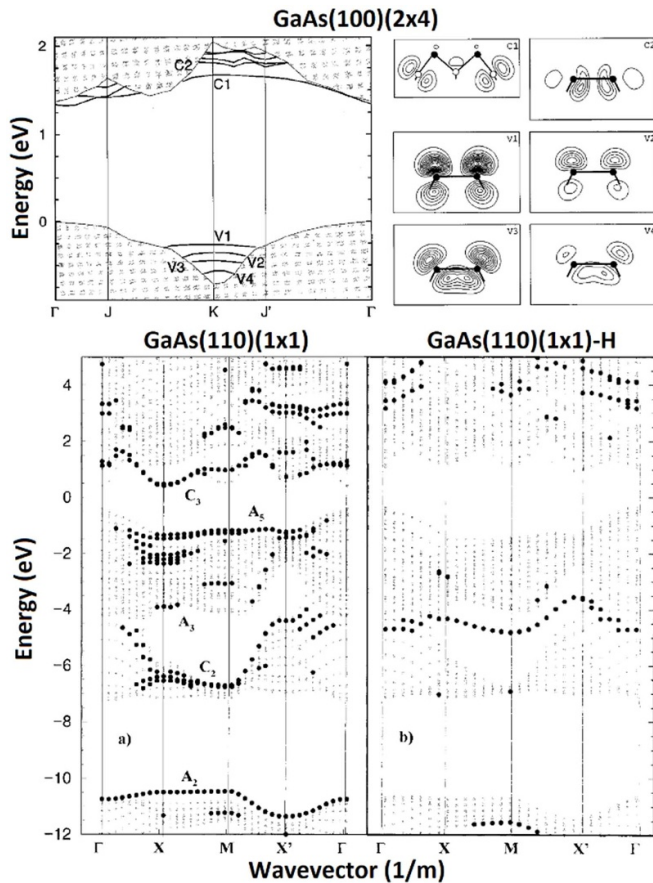 GaAs(100)(2x4)
Energy (eV)
2
1
0
C2
C1
V1
V3
V2
V4
Γ J K J' Γ
C1
C2
V1
V2
V3
V4
GaAs(110)(1x1)
GaAs(110)(1x1)-H
Energy (eV)
4
2
0
−2
−4
−6
−8
−10
−12
C3
A5
A3
C2
A2
a)
b)
Γ X M X' Γ
Γ X M X' Γ
Wavevector (1/m)